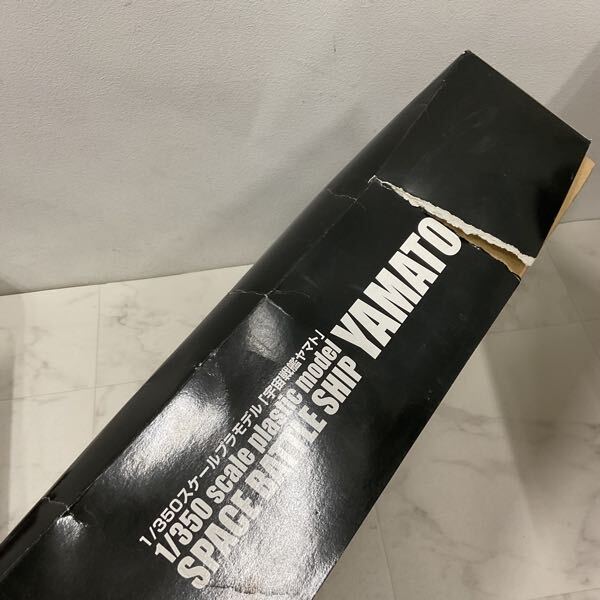 1/350スケールプラモデル「宇宙戦艦ヤマト」
1/350 scale plastic model
SPACE BATTLE SHIP YAMATO